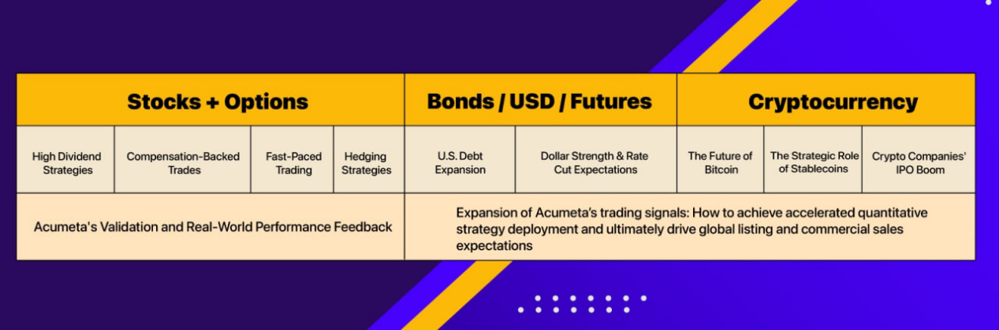 Stocks + Options
Bonds / USD / Futures
Cryptocurrency
High Dividend
Strategies
Compensation-Backed
Trades
Fast-Paced
Trading
Hedging
Strategies
U.S. Debt
Expansion
Dollar Strength & Rate
Cut Expectations
The Future of
Bitcoin
The Strategic Role
of Stablecoins
Crypto Companies'
IPO Boom
Acumeta's Validation and Real-World Performance Feedback
Expansion of Acumeta’s trading signals: How to achieve accelerated quantitative
strategy deployment and ultimately drive global listing and commercial sales
expectations